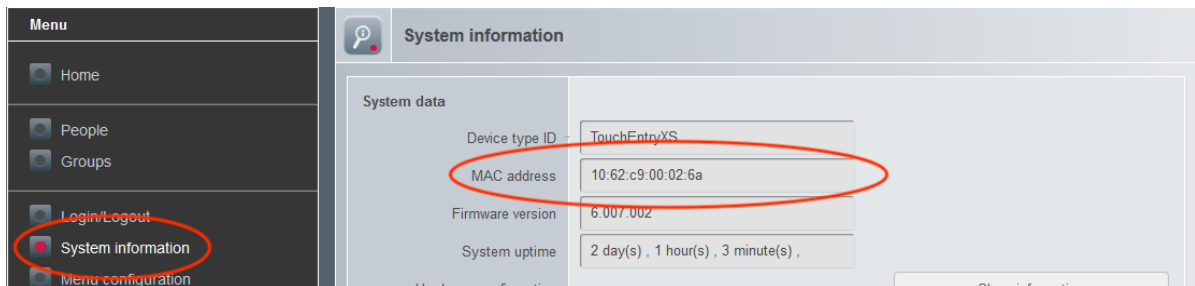 Menu
Home
People
Groups
Login/Logout
System information
Menu configuration
System information
System data
Device type ID TouchEntryXS
MAC address 10:62:c9:00:02:6a
Firmware version 6.007.002
System uptime 2 day(s) , 1 hour(s) , 3 minute(s) ,